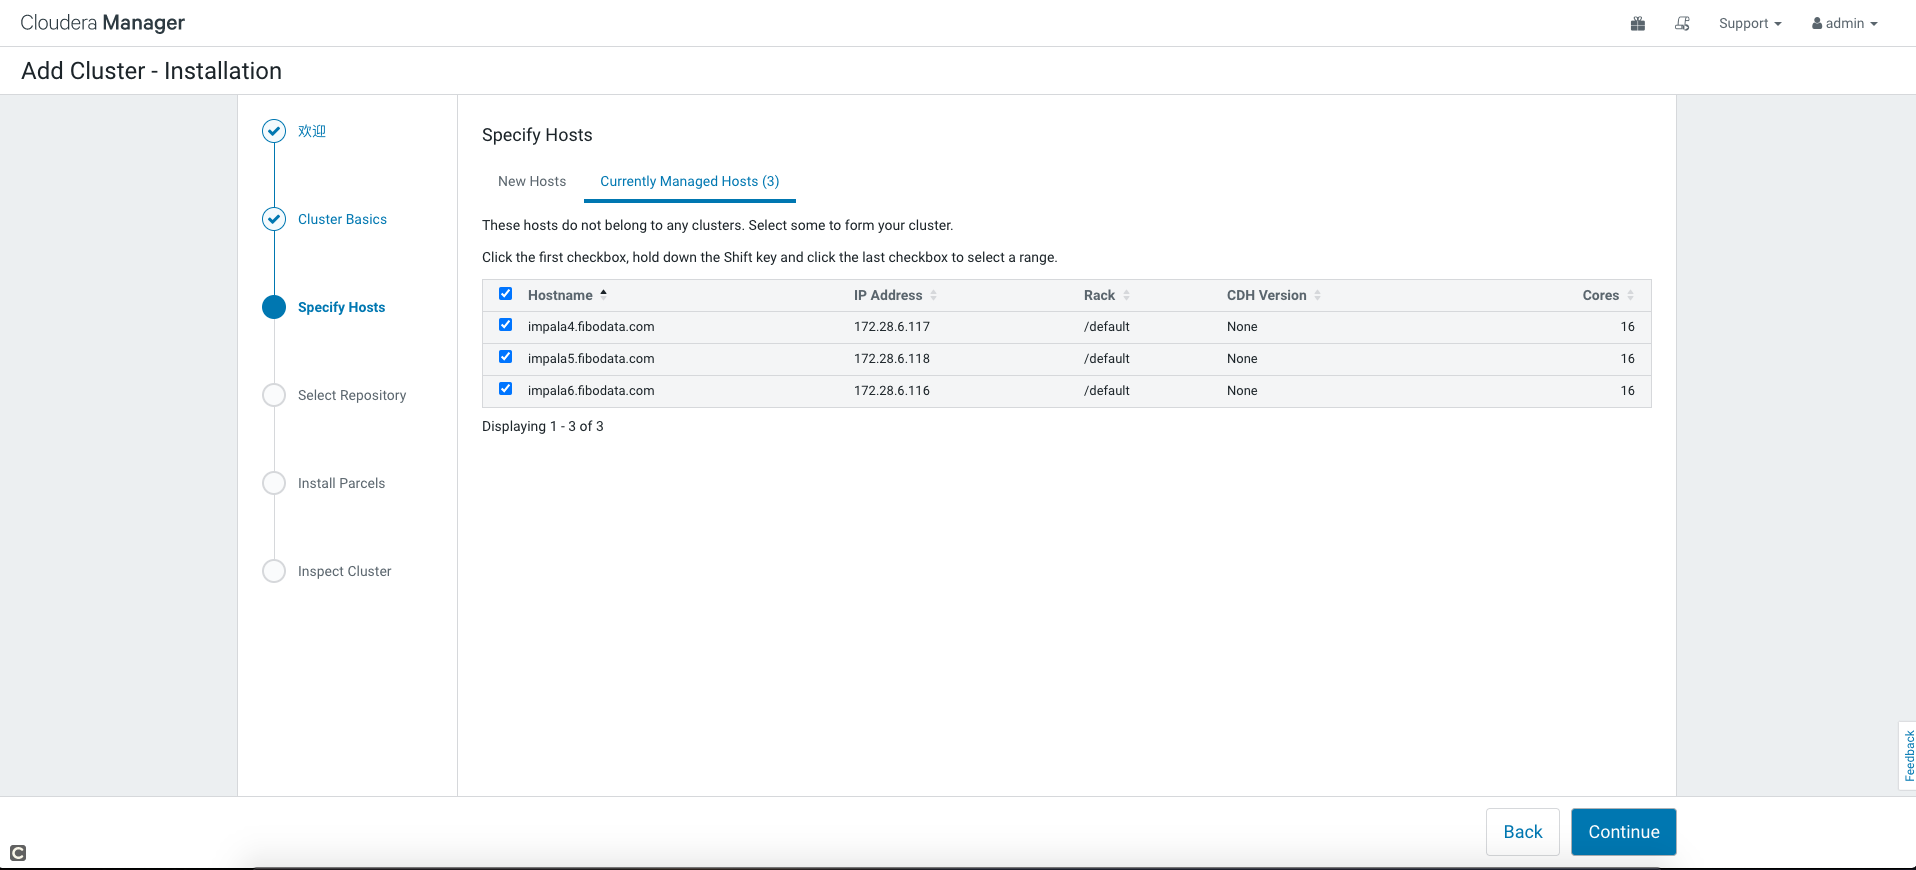 Cloudera Manager
Support
admin
Add Cluster - Installation
欢迎
Cluster Basics
Specify Hosts
Select Repository
Install Parcels
Inspect Cluster
Specify Hosts
New Hosts Currently Managed Hosts (3)
These hosts do not belong to any clusters. Select some to form your cluster.
Click the first checkbox, hold down the Shift key and click the last checkbox to select a range.
Hostname IP Address Rack CDH Version Cores
impala4.fibodata.com 172.28.6.117 /default None 16
impala5.fibodata.com 172.28.6.118 /default None 16
impala6.fibodata.com 172.28.6.116 /default None 16
Displaying 1 - 3 of 3
Feedback
Back Continue
C